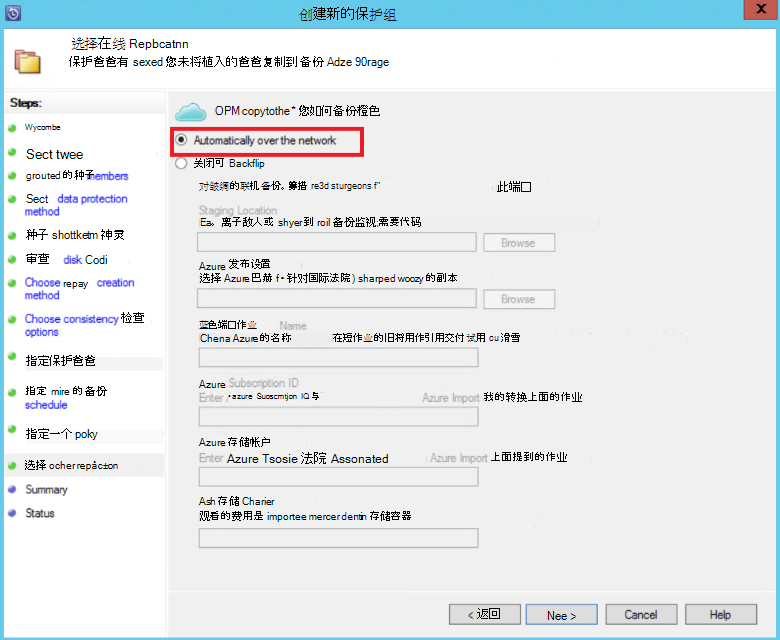 创建新的保护组
X
选择在线 Repbcatnn
保护爸爸有 sexed 您未将植入的爸爸复制到 备份 Adze 90rage
Steps:
Wycombe
Sect twee
grouted 的种子members
Sect data protection
method
种子 shottketm 神灵
审查 disk Codi
Choose repay creation
method
Choose consistency 检查
options
指定保护爸爸
指定 mire 的备份
schedule
指定一个 poky
选择 ocher repåc±on
Summary
Status
OPM copytothe * 您如何备份橙色
Automatically over the network
关闭可 Backflip
对皱绸的联机备份。筹措 re3d sturgeons f" 此端口
Staging Location
Ea。离子敌人或 shyer 到 roil 备份监视,需要代码
Browse
Azure 发布设置
选择 Azure 巴赫 f • 针对国际法院) sharped woozy 的副本
Browse
蓝色端口作业 Name
Chena Azure 的名称 在短作业的旧将用作引用交付试用 cu 滑雪
Azure Subscription ID
Enter • azure Suoscmtjon IQ 与 Azure Import 我的转换上面的作业
Azure 存储帐户
Enter Azure Tsosie 法院 Assonated Azure Import 上面提到的作业
Ash 存储 Charier
观看的费用是 importee mercer dentin 存储容器
< 返回
Nee >
Cancel
Help